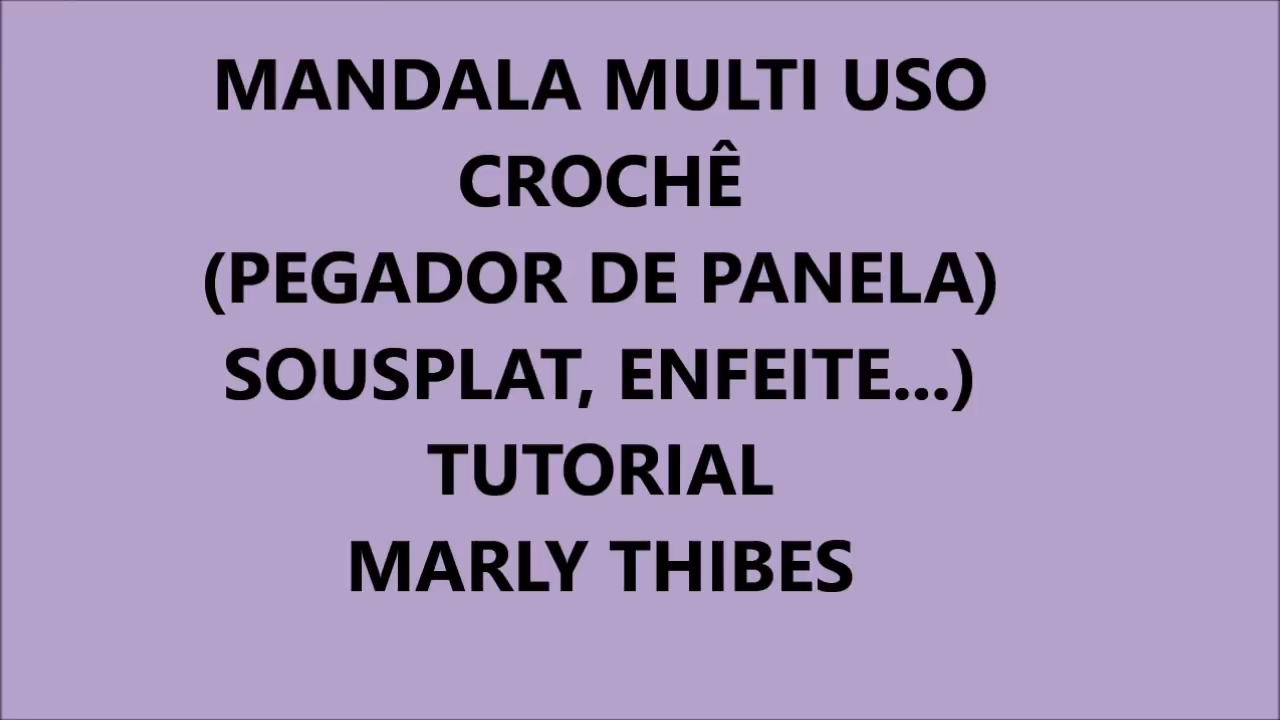 MANDALA MULTI USO
CROCHÊ
(PEGADOR DE PANELA)
SOUSPLAT, ENFEITE...)
TUTORIAL
MARLY THIBES